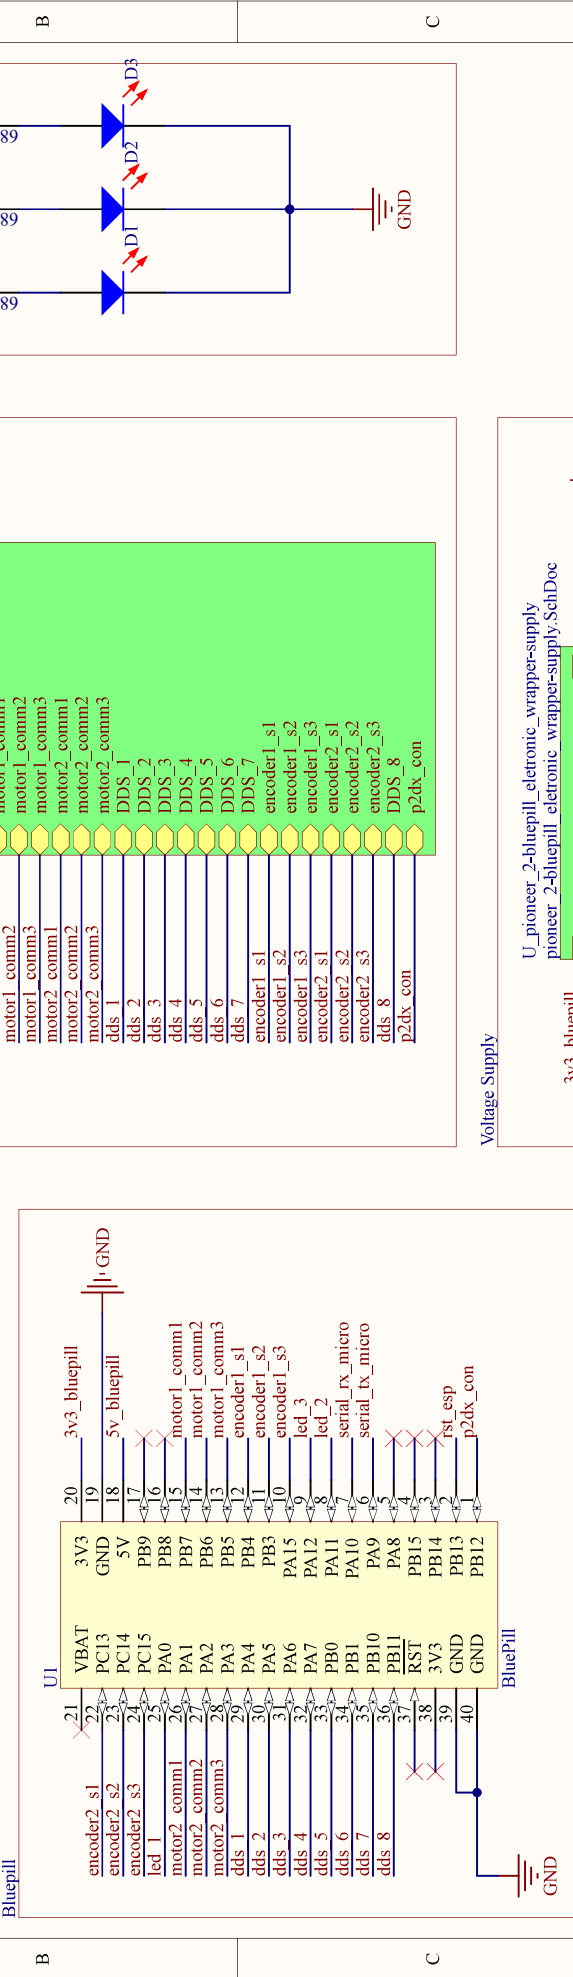 B
C
D3
D2
D1
89
89
89
GND
motor1_comm1
motor1_comm2
motor1_comm3
motor2_comm1
motor2_comm2
motor2_comm3
DDS_1
DDS_2
DDS_3
DDS_4
DDS_5
DDS_6
DDS_7
encoder1_s1
encoder1_s2
encoder1_s3
encoder2_s1
encoder2_s2
encoder2_s3
DDS_8
p2dx_con
motor1_comm2
motor1_comm3
motor2_comm1
motor2_comm2
motor2_comm3
dds_1
dds_2
dds_3
dds_4
dds_5
dds_6
dds_7
encoder1_s1
encoder1_s2
encoder1_s3
encoder2_s1
encoder2_s2
encoder2_s3
dds_8
p2dx_con
Voltage Supply
U_pioneer_2-bluepill_eletronic_wrapper-supply
pioneer_2-bluepill_eletronic_wrapper-supply.SchDoc
3v3_bluepill
Bluepill
U1
BluePill
GND
3v3_bluepill
5v_bluepill
motor1_comm1
motor1_comm2
motor1_comm3
encoder1_s1
encoder1_s2
encoder1_s3
led_3
led_2
serial_rx_micro
serial_tx_micro
rst_esp
p2dx_con
20
19
18
17
16
15
14
13
12
11
10
9
8
7
6
5
4
3
2
1
3V3
GND
5V
PB9
PB8
PB7
PB6
PB5
PB4
PB3
PA15
PA12
PA11
PA10
PA9
PA8
PB15
PB14
PB13
PB12
VBAT
PC13
PC14
PC15
PA0
PA1
PA2
PA3
PA4
PA5
PA6
PA7
PB0
PB1
PB10
PB11
RST
3V3
GND
GND
21
22
23
24
25
26
27
28
29
30
31
32
33
34
35
36
37
38
39
40
encoder2_s1
encoder2_s2
encoder2_s3
led_1
motor2_comm1
motor2_comm2
motor2_comm3
dds_1
dds_2
dds_3
dds_4
dds_5
dds_6
dds_7
dds_8
GND
B
C